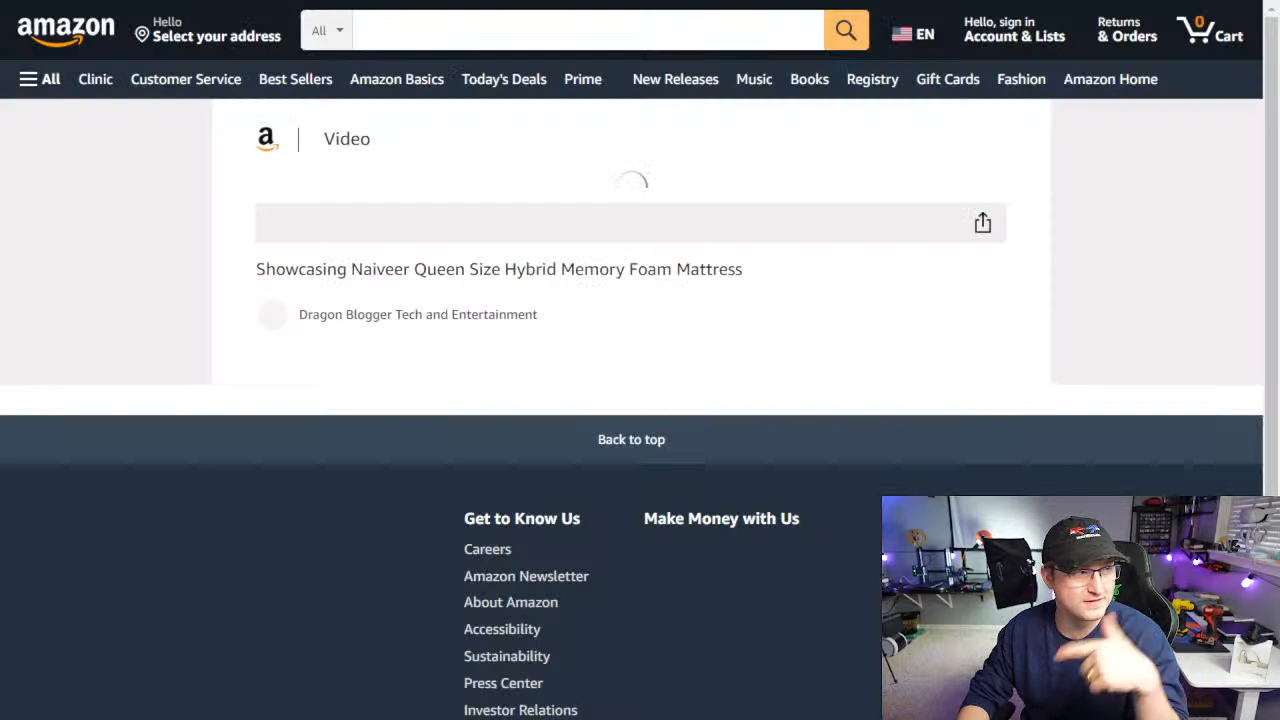 amazon
Hello
Select your address
All
EN
Hello, sign in
Account & Lists
Returns
& Orders
0
Cart
All
Clinic
Customer Service
Best Sellers
Amazon Basics
Today's Deals
Prime
New Releases
Music
Books
Registry
Gift Cards
Fashion
Amazon Home
a
Video
Showcasing Naiveer Queen Size Hybrid Memory Foam Mattress
Dragon Blogger Tech and Entertainment
Back to top
Get to Know Us
Careers
Amazon Newsletter
About Amazon
Accessibility
Sustainability
Press Center
Investor Relations
Make Money with Us